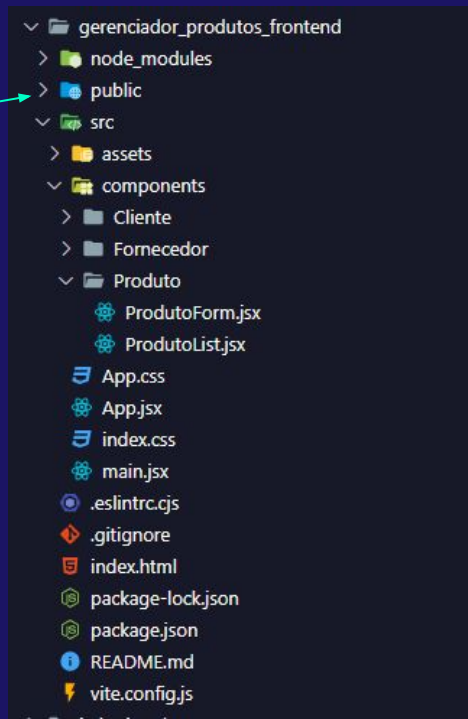 gerenciador_produtos_frontend
node_modules
public
src
assets
components
Cliente
Fornecedor
Produto
ProdutoForm.jsx
ProdutoList.jsx
App.css
App.jsx
index.css
main.jsx
.eslintrc.cjs
.gitignore
index.html
package-lock.json
package.json
README.md
vite.config.js